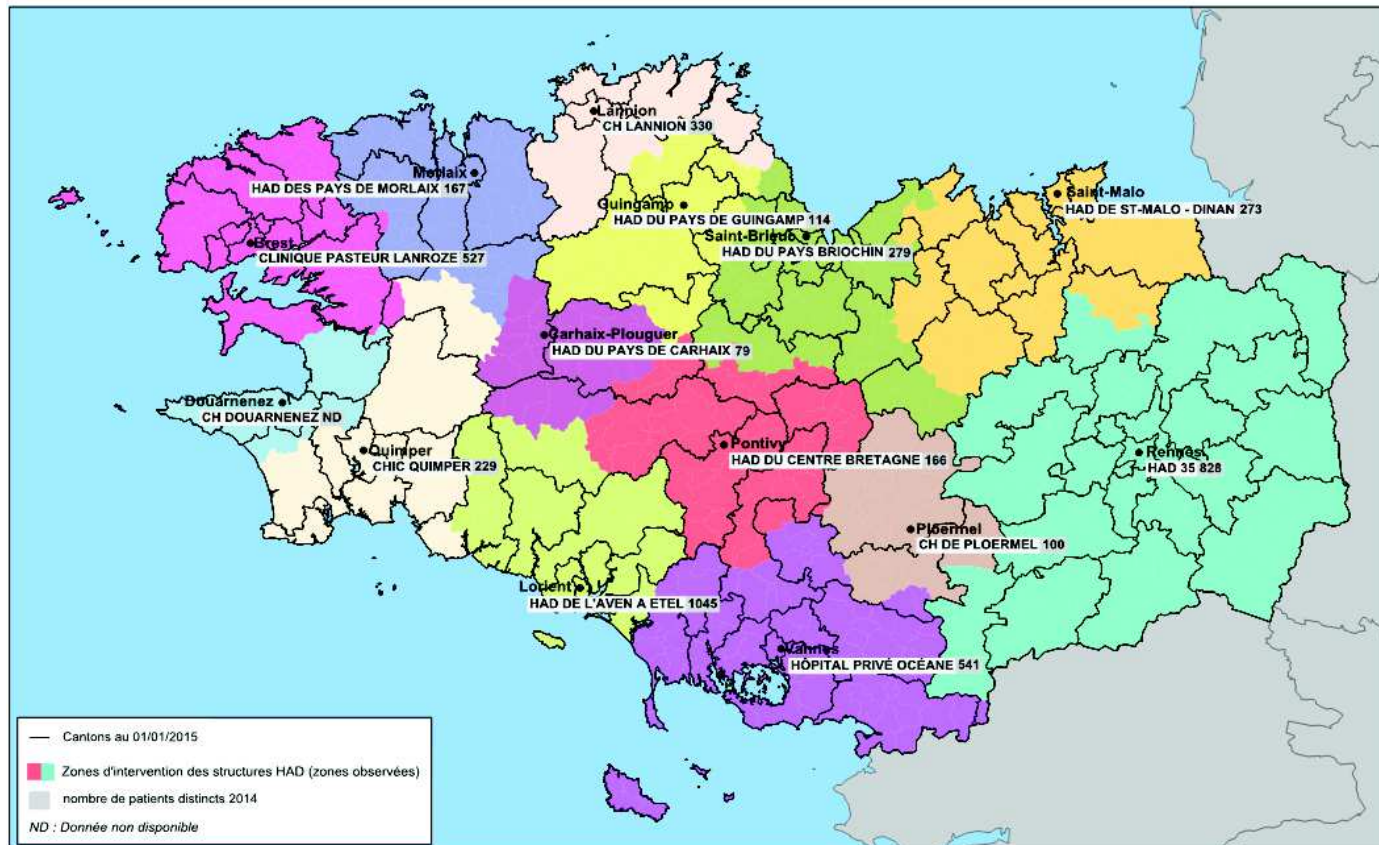 Lannion
CH LANNION 330
Morlaix
HAD DES PAYS DE MORLAIX 167
Saint-Malo
HAD DE ST-MALO - DINAN 273
Guingamp
HAD DU PAYS DE GUINGAMP 114
Saint-Brieuc
HAD DU PAYS BRIOCHIN 279
Brest
CLINIQUE PASTEUR LANROZE 527
Carhaix-Plouguer
HAD DU PAYS DE CARHAIX 79
Douarnenez
CH DOUARNENEZ ND
Quimper
CHIC QUIMPER 229
Pontivy
HAD DU CENTRE BRETAGNE 166
Rennes
HAD 35 828
Ploermel
CH DE PLOERMEL 100
Lorient
HAD DE L'AVEN A ETEL 1045
Vannes
HÔPITAL PRIVÉ OCÉANE 541
Cantons au 01/01/2015
Zones d'intervention des structures HAD (zones observées)
nombre de patients distincts 2014
ND : Donnée non disponible